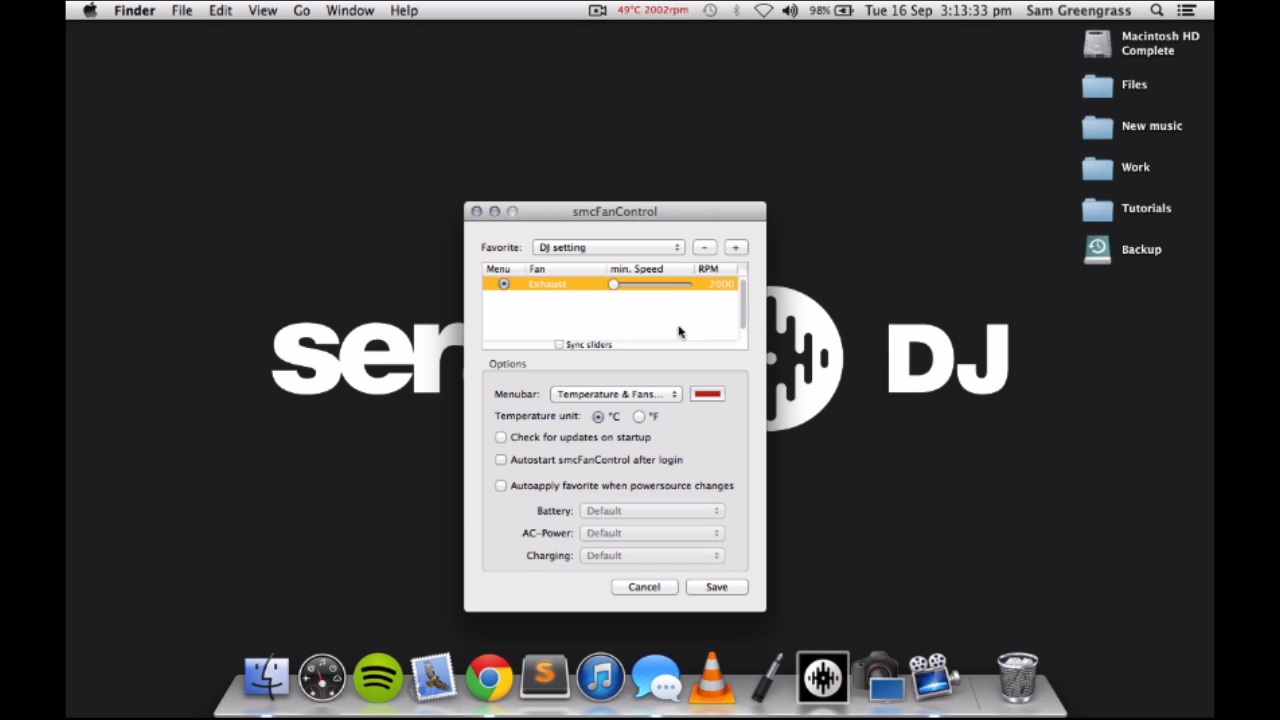 Finder File Edit View Go Window Help 49°C 2002rpm 98% Tue 16 Sep 3:13:33 pm Sam Greengrass
Macintosh HD
Complete
Files
New music
Work
Tutorials
Backup
smcFanControl
Favorite: DJ setting - +
Menu Fan min. Speed RPM
Exhaust 2000
Sync sliders
ser DJ
Options
Menubar: Temperature & Fans...
Temperature unit: °C °F
Check for updates on startup
Autostart smcFanControl after login
Autoapply favorite when powersource changes
Battery: Default
AC-Power: Default
Charging: Default
Cancel Save
S